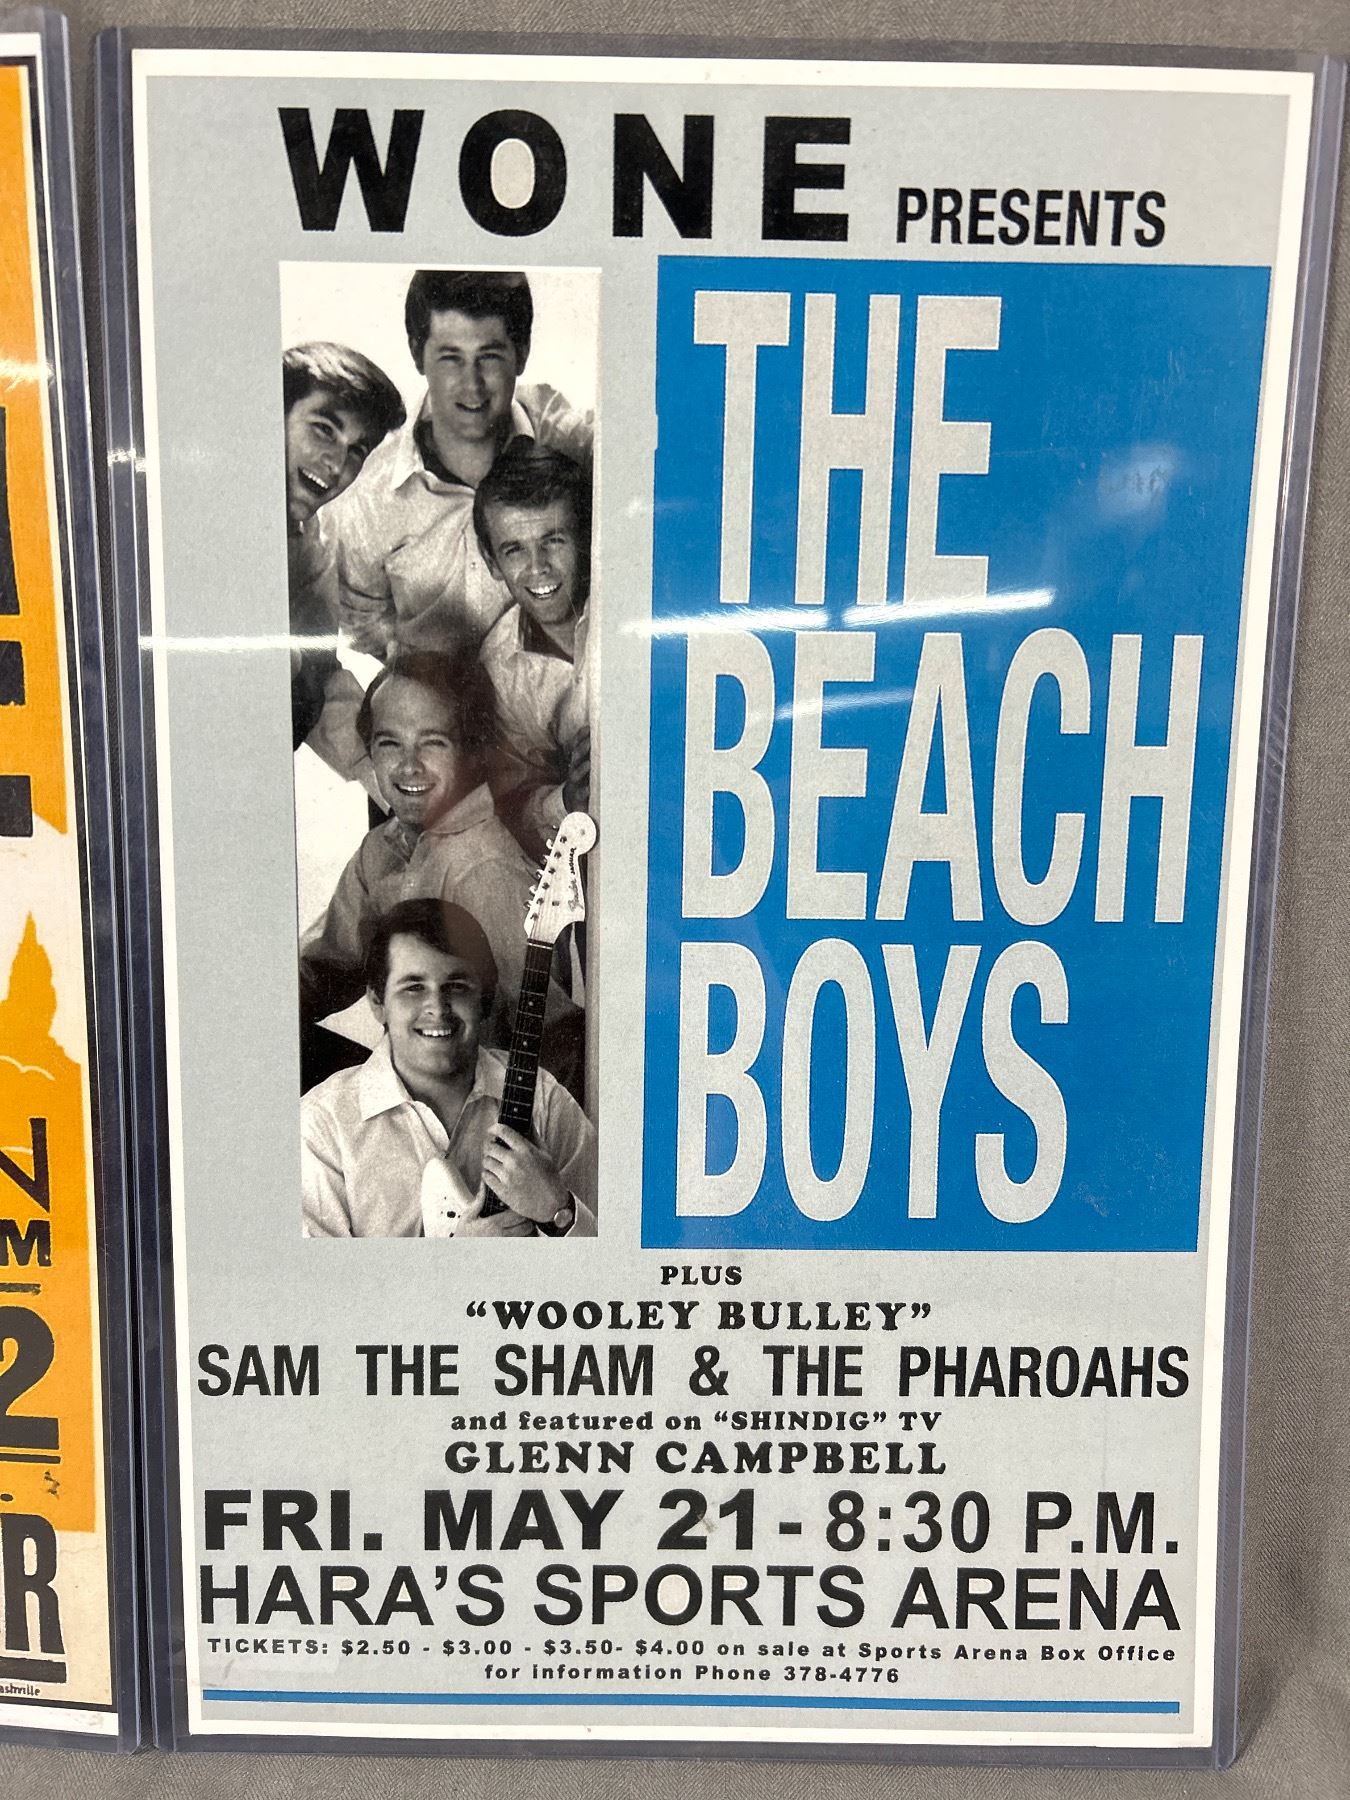 WONE PRESENTS
THE
BEACH
BOYS
PLUS
“WOOLEY BULLEY”
SAM THE SHAM & THE PHAROAHS
and featured on “SHINDIG” TV
GLENN CAMPBELL
FRI. MAY 21 - 8:30 P.M.
HARA'S SPORTS ARENA
TICKETS: $2.50 - $3.00 - $3.50- $4.00 on sale at Sports Arena Box Office
for information Phone 378-4776
M
2
R